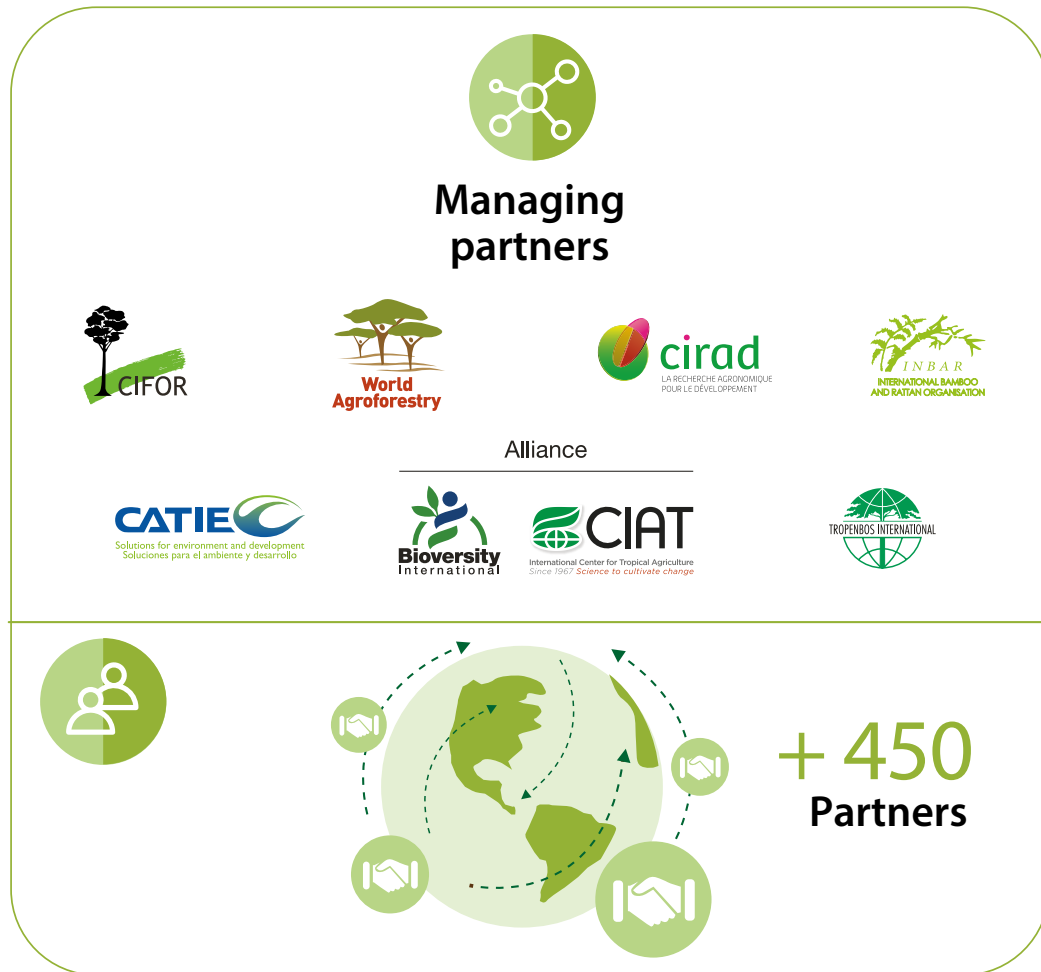 Managing
partners
CIFOR
World
Agroforestry
cirad
LA RECHERCHE AGRONOMIQUE
POUR LE DÉVELOPPEMENT
INBAR
INTERNATIONAL BAMBOO
AND RATTAN ORGANISATION
CATIE
Solutions for environment and development
Soluciones para el ambiente y desarrollo
Alliance
Bioversity
International
CIAT
International Center for Tropical Agriculture
Since 1967 Science to cultivate change
TROPENBOS INTERNATIONAL
+ 450
Partners